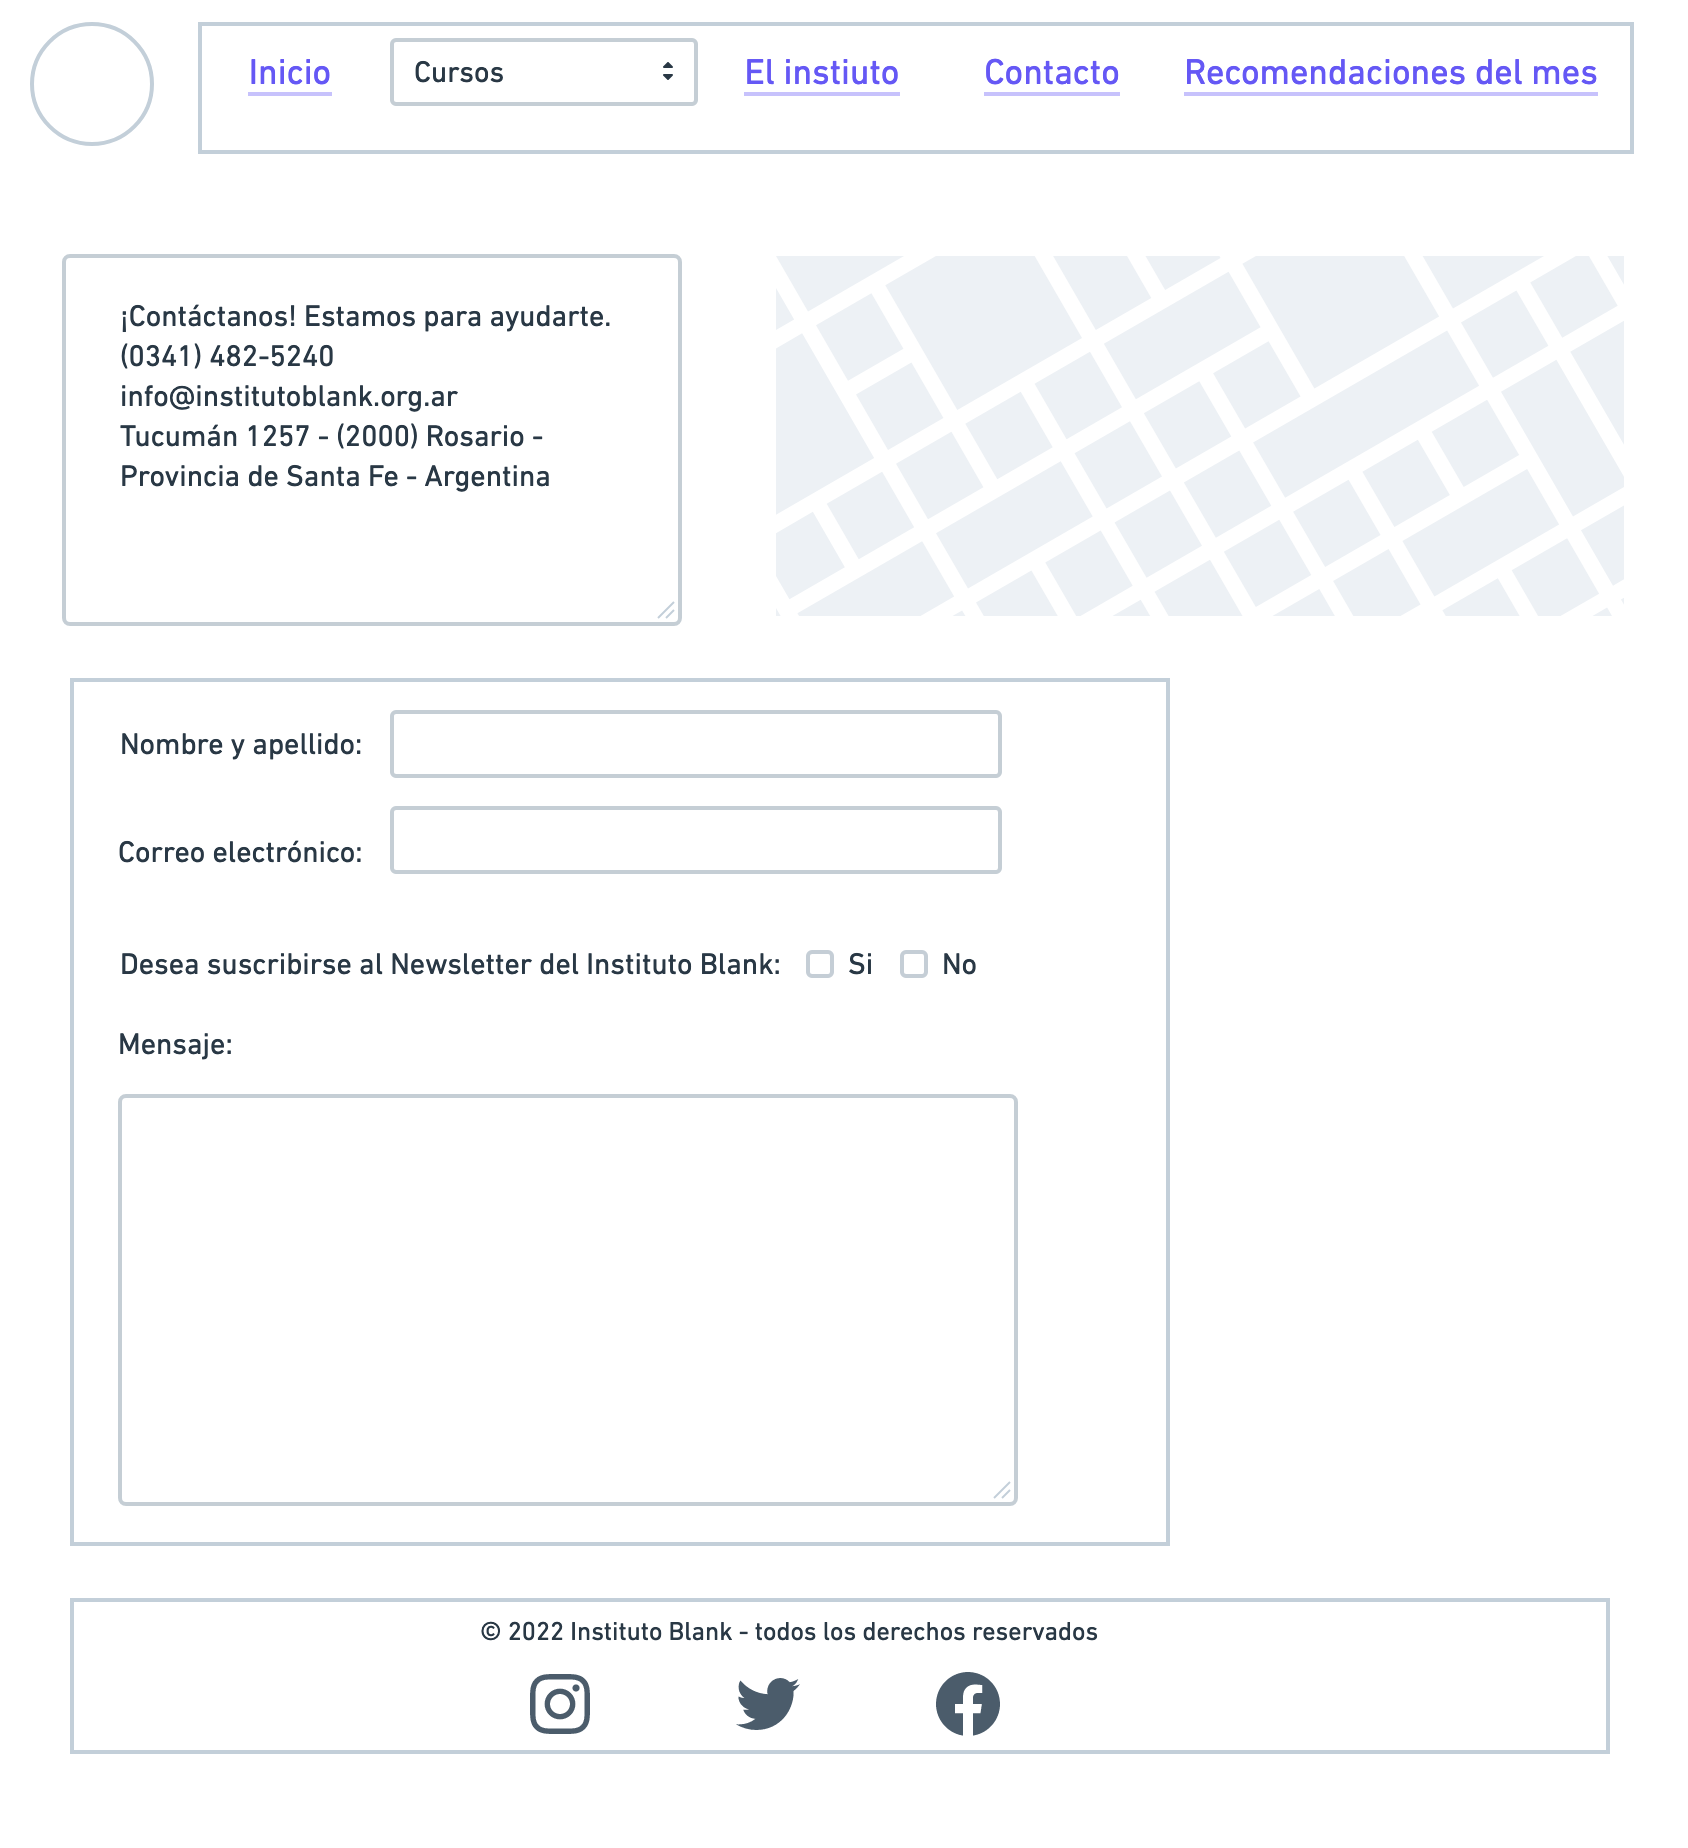 Inicio
Cursos
El instiuto
Contacto
Recomendaciones del mes
¡Contáctanos! Estamos para ayudarte.
(0341) 482-5240
info@institutoblank.org.ar
Tucumán 1257 - (2000) Rosario -
Provincia de Santa Fe - Argentina
Nombre y apellido:
Correo electrónico:
Desea suscribirse al Newsletter del Instituto Blank: Si No
Mensaje:
© 2022 Instituto Blank - todos los derechos reservados